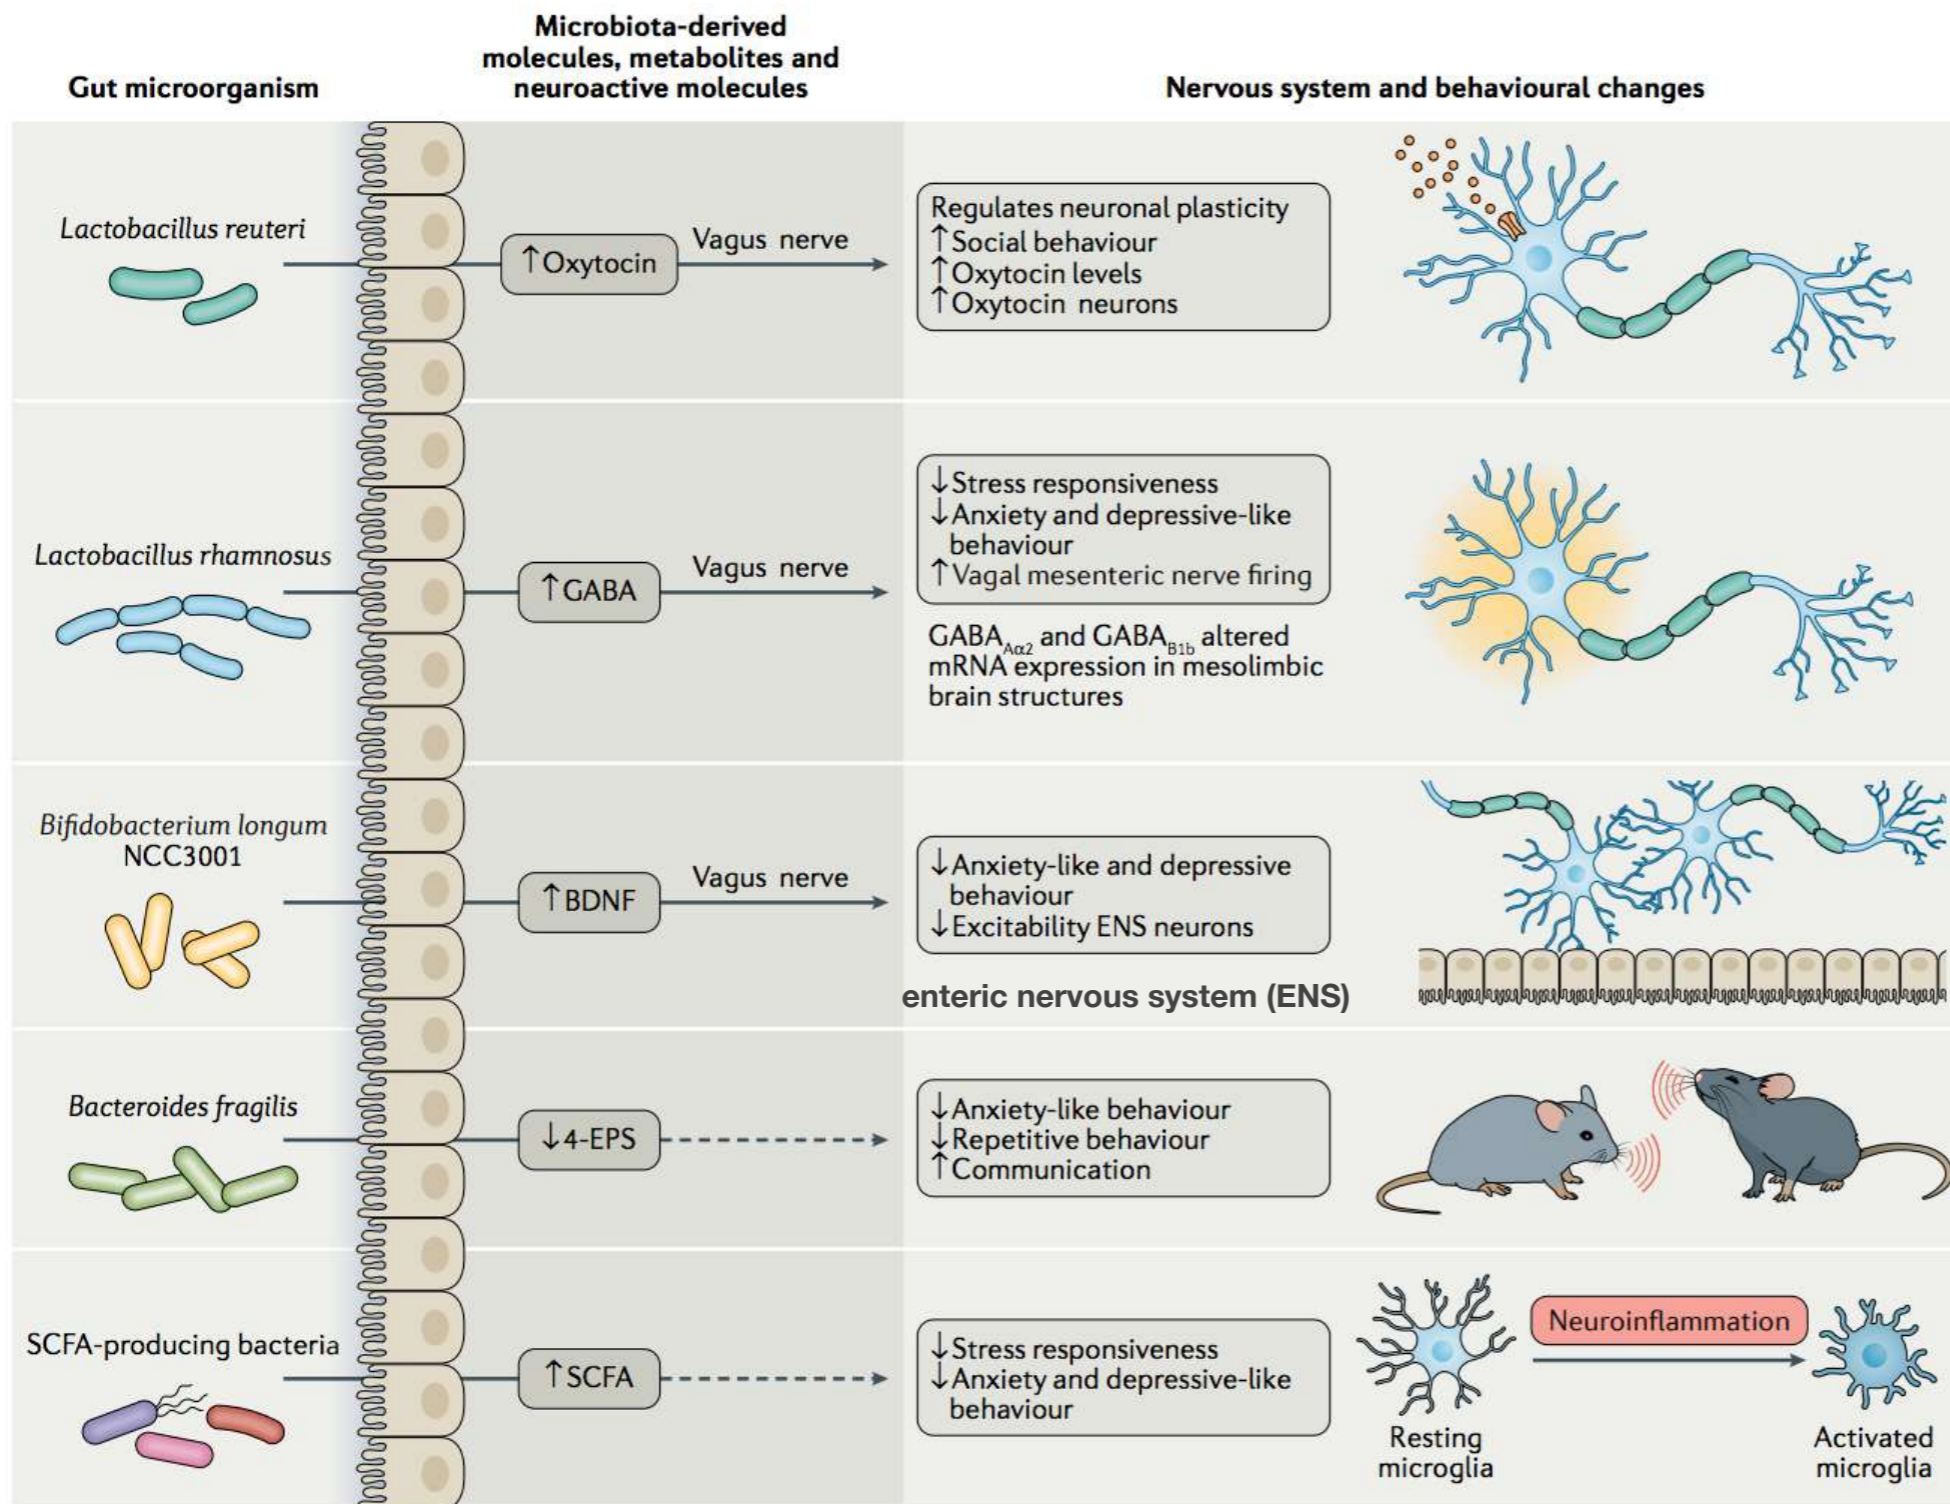 Gut microorganism
Microbiota-derived
molecules, metabolites and
neuroactive molecules
Nervous system and behavioural changes
Lactobacillus reuteri
↑Oxytocin
Vagus nerve
Regulates neuronal plasticity
↑Social behaviour
↑Oxytocin levels
↑Oxytocin neurons
Lactobacillus rhamnosus
↑GABA
Vagus nerve
↓Stress responsiveness
↓Anxiety and depressive-like
behaviour
↑Vagal mesenteric nerve firing
GABA_Aα2 and GABA_B1b altered
mRNA expression in mesolimbic
brain structures
Bifidobacterium longum
NCC3001
↑BDNF
Vagus nerve
↓Anxiety-like and depressive
behaviour
↓Excitability ENS neurons
enteric nervous system (ENS)
Bacteroides fragilis
↓4-EPS
↓Anxiety-like behaviour
↓Repetitive behaviour
↑Communication
SCFA-producing bacteria
↑SCFA
↓Stress responsiveness
↓Anxiety and depressive-like
behaviour
Neuroinflammation
Resting
microglia
Activated
microglia